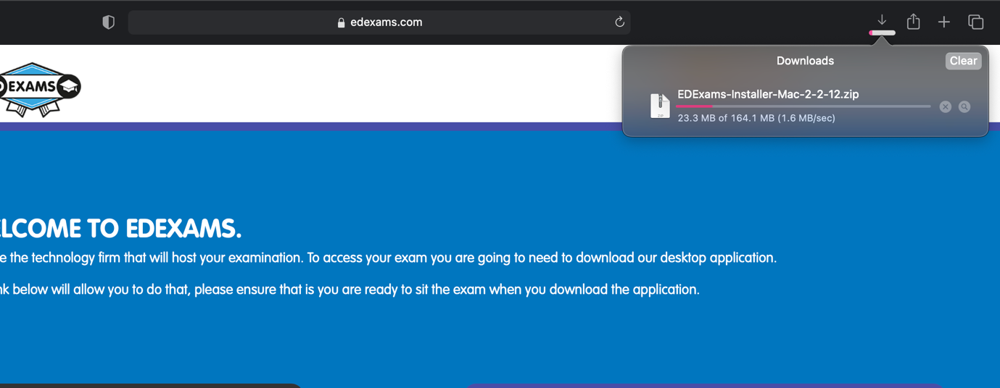 edexams.com
Downloads
Clear
EDExams-Installer-Mac-2-2-12.zip
ZIP
23.3 MB of 164.1 MB (1.6 MB/sec)
EXAMS
LCOME TO EDEXAMS.
e the technology firm that will host your examination. To access your exam you are going to need to download our desktop application.
nk below will allow you to do that, please ensure that is you are ready to sit the exam when you download the application.